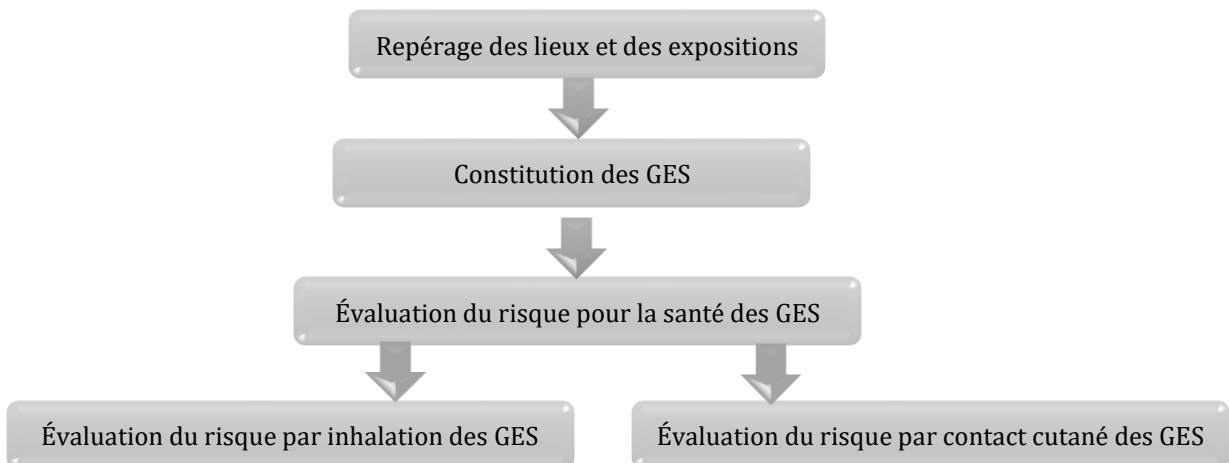 Repérage des lieux et des expositions
Constitution des GES
Évaluation du risque pour la santé des GES
Évaluation du risque par inhalation des GES
Évaluation du risque par contact cutané des GES